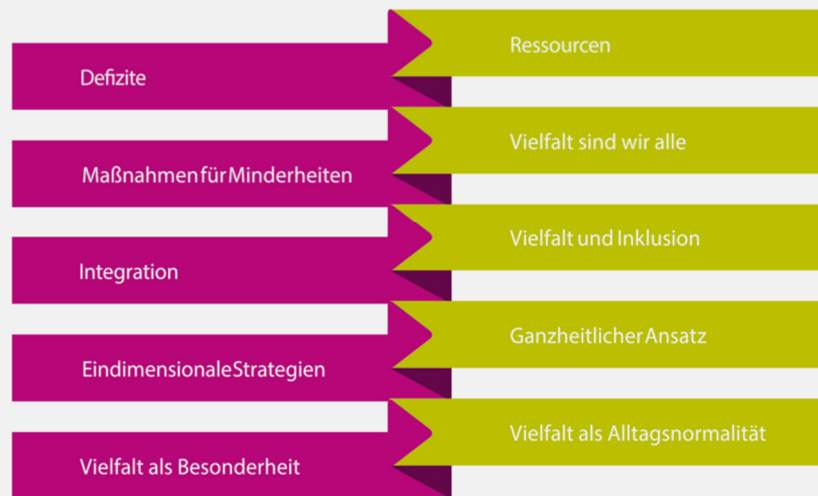 Defizite
Ressourcen
Maßnahmen für Minderheiten
Vielfalt sind wir alle
Integration
Vielfalt und Inklusion
Eindimensionale Strategien
Ganzheitlicher Ansatz
Vielfalt als Besonderheit
Vielfalt als Alltagsnormalität